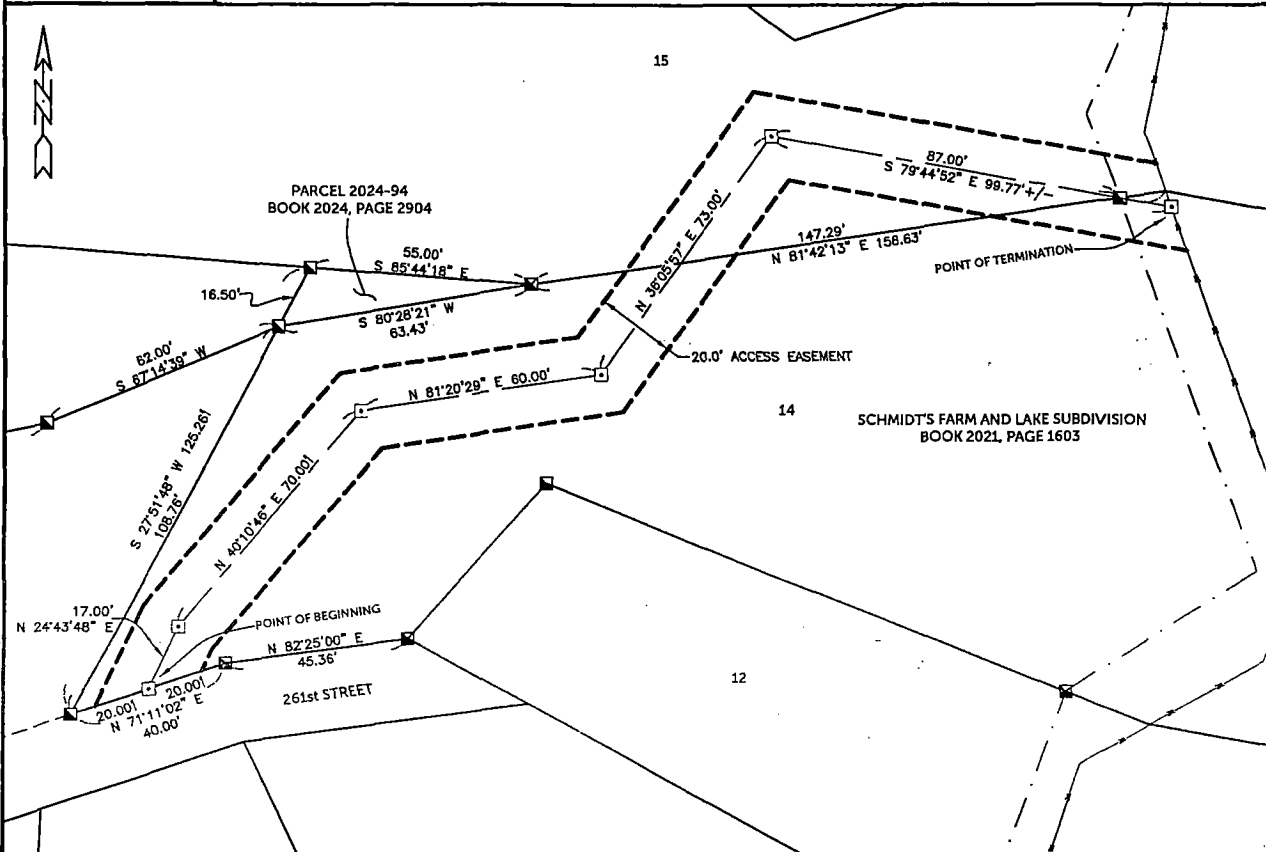 N
15
PARCEL 2024-94
BOOK 2024, PAGE 2904
55.00'
S 85°44'18" E
16.50'
S 80°28'21" W
63.43'
62.00'
S 67°14'39" W
87.00'
S 79°44'52" E 99.77'+/-
147.29'
N 81°42'13" E 158.63'
POINT OF TERMINATION
N 36°05'57" E 73.00'
20.0' ACCESS EASEMENT
N 81°20'29" E 60.00'
14
SCHMIDT'S FARM AND LAKE SUBDIVISION
BOOK 2021, PAGE 1603
S 27°51'48" W 125.26'
108.76'
N 40°10'46" E 70.00'
17.00'
N 24°43'48" E
POINT OF BEGINNING
N 82°25'00" E
45.36'
261st STREET
20.00'
20.00'
N 71°11'02" E
40.00'
12